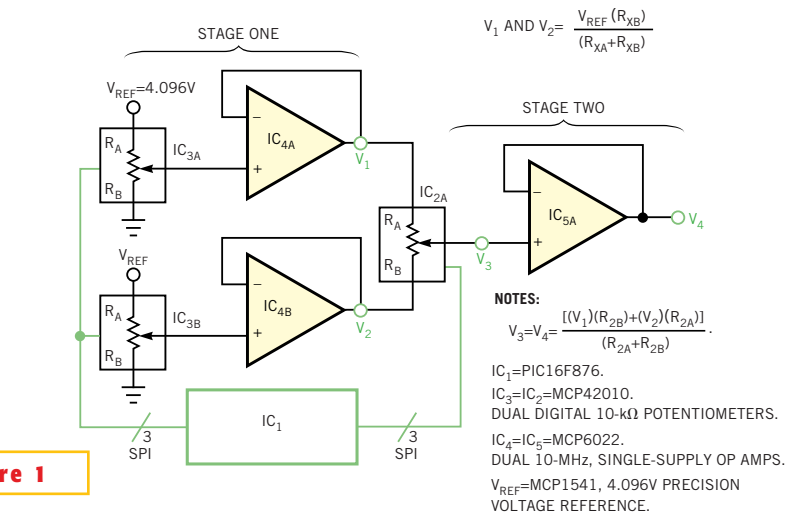 STAGE ONE
V1 AND V2= VREF (RXB)
(RXA+RXB)
VREF=4.096V
STAGE TWO
RA
RB
IC3A
–
+
IC4A
V1
IC2A
RA
RB
V3
–
+
IC5A
V4
VREF
RA
RB
IC3B
–
+
IC4B
V2
NOTES:
V3=V4= [(V1)(R2B)+(V2)(R2A)] .
(R2A+R2B)
IC1=PIC16F876.
IC3=IC2=MCP42010.
DUAL DIGITAL 10-kΩ POTENTIOMETERS.
IC4=IC5=MCP6022.
DUAL 10-MHz, SINGLE-SUPPLY OP AMPS.
VREF=MCP1541, 4.096V PRECISION
VOLTAGE REFERENCE.
3
SPI
IC1
3
SPI
re 1